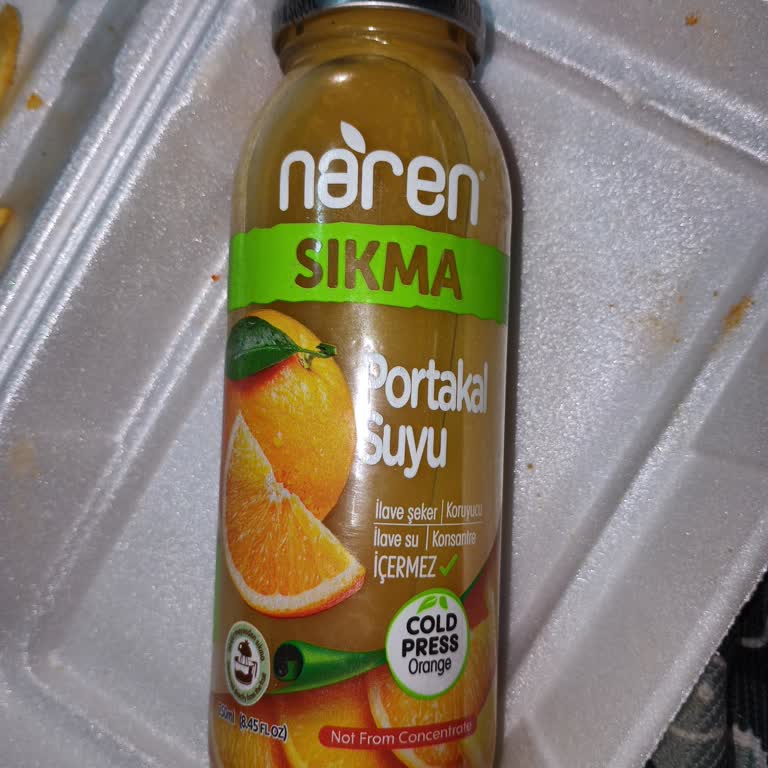 naren
SIKMA
Portakal
Suyu
İlave şeker | Koruyucu
İlave su | Konsantre
İÇERMEZ
COLD
PRESS
Orange
(8.45 FL OZ)
Not From Concentrate